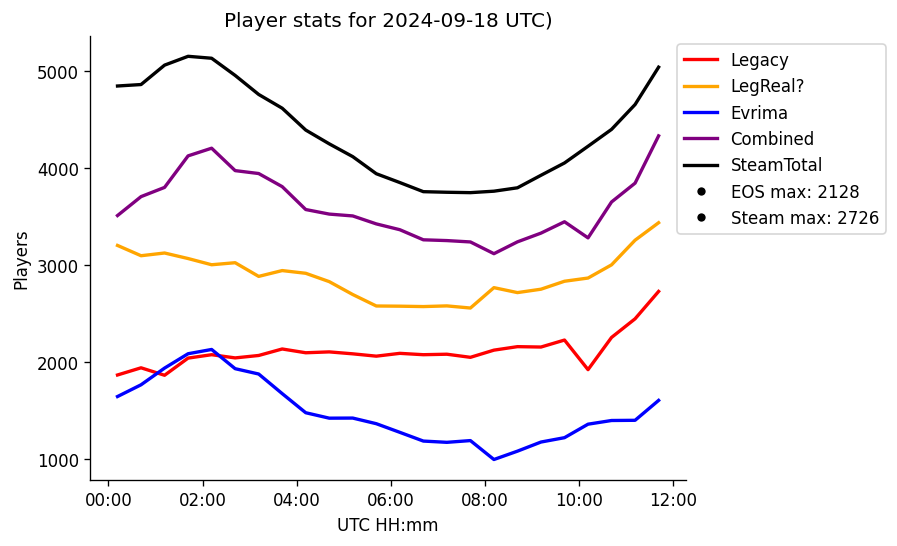 Player stats for 2024-09-18 UTC)
Players
5000
4000
3000
2000
1000
00:00 02:00 04:00 06:00 08:00 10:00 12:00
UTC HH:mm
Legacy
LegReal?
Evrima
Combined
SteamTotal
EOS max: 2128
Steam max: 2726